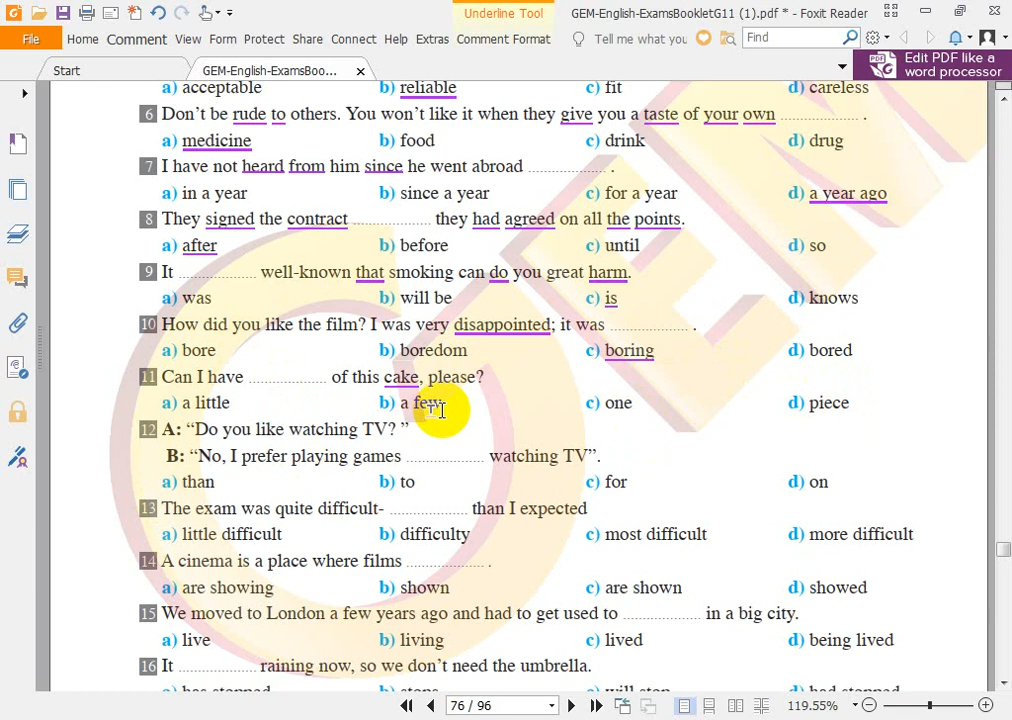 GEM-English-ExamsBookletG11 (1).pdf * - Foxit Reader
Underline Tool
File Home Comment View Form Protect Share Connect Help Extras Comment Format Tell me what you Find
Start GEM-English-ExamsBoo... Edit PDF like a word processor
a) acceptable b) reliable c) fit d) careless
6 Don't be rude to others. You won't like it when they give you a taste of your own .................... .
a) medicine b) food c) drink d) drug
7 I have not heard from him since he went abroad .................... .
a) in a year b) since a year c) for a year d) a year ago
8 They signed the contract .................... they had agreed on all the points.
a) after b) before c) until d) so
9 It .................... well-known that smoking can do you great harm.
a) was b) will be c) is d) knows
10 How did you like the film? I was very disappointed; it was .................... .
a) bore b) boredom c) boring d) bored
11 Can I have .................... of this cake, please?
a) a little b) a few c) one d) piece
12 A: “Do you like watching TV? ”
B: “No, I prefer playing games .................... watching TV”.
a) than b) to c) for d) on
13 The exam was quite difficult- .................... than I expected
a) little difficult b) difficulty c) most difficult d) more difficult
14 A cinema is a place where films .................... .
a) are showing b) shown c) are shown d) showed
15 We moved to London a few years ago and had to get used to .................... in a big city.
a) live b) living c) lived d) being lived
16 It .................... raining now, so we don't need the umbrella.
a) has stopped b) stops c) will stop d) had stopped
76 / 96 119.55%